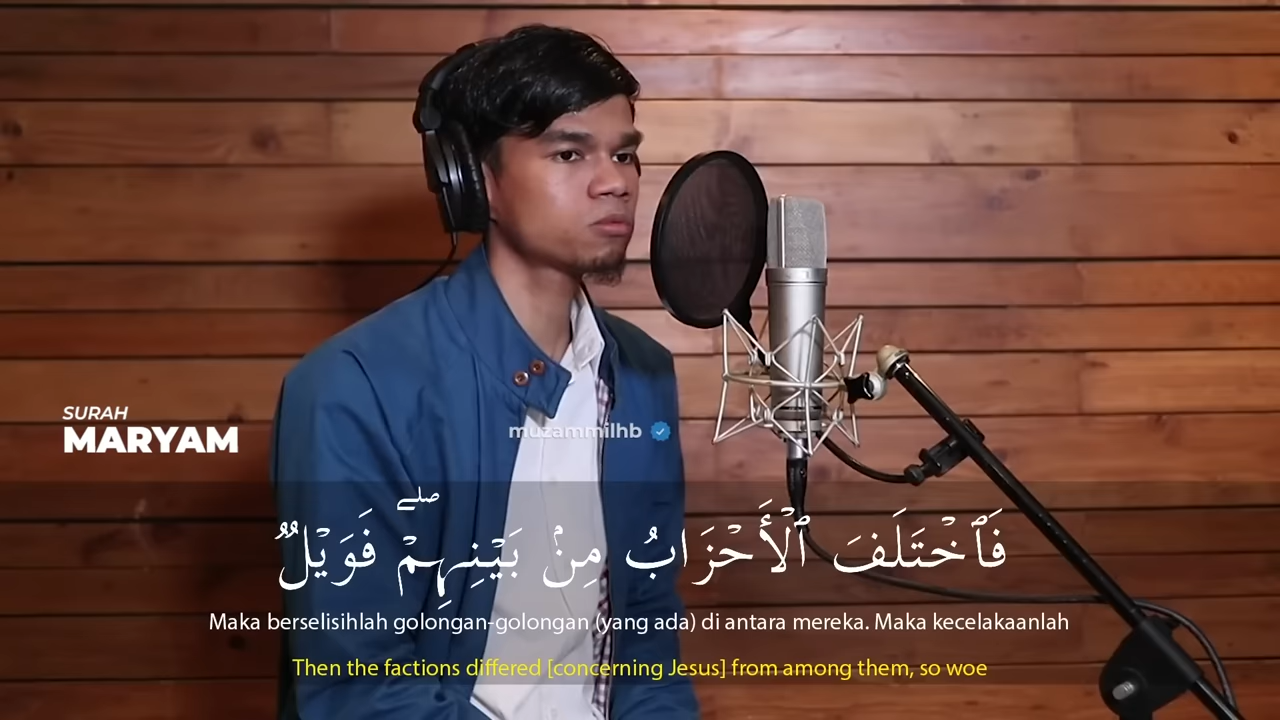 SURAH
MARYAM
muzammilhb
فَٱخْتَلَفَ ٱلْأَحْزَابُ مِنۢ بَيْنِهِمْ ۖ فَوَيْلٌۭ
Maka berselisihlah golongan-golongan (yang ada) di antara mereka. Maka kecelakaanlah
Then the factions differed [concerning Jesus] from among them, so woe